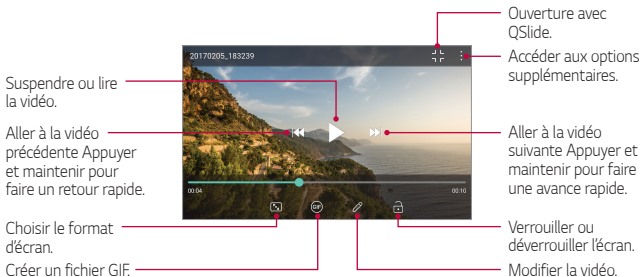 Ouverture avec
QSlide.
Accéder aux options
supplémentaires.
20170205_183239
Suspendre ou lire
la vidéo.
Aller à la vidéo
précédente Appuyer
et maintenir pour
faire un retour rapide.
Aller à la vidéo
suivante Appuyer et
maintenir pour faire
une avance rapide.
00:04
00:10
GIF
Choisir le format
d'écran.
Créer un fichier GIF.
Verrouiller ou
déverrouiller l'écran.
Modifier la vidéo.